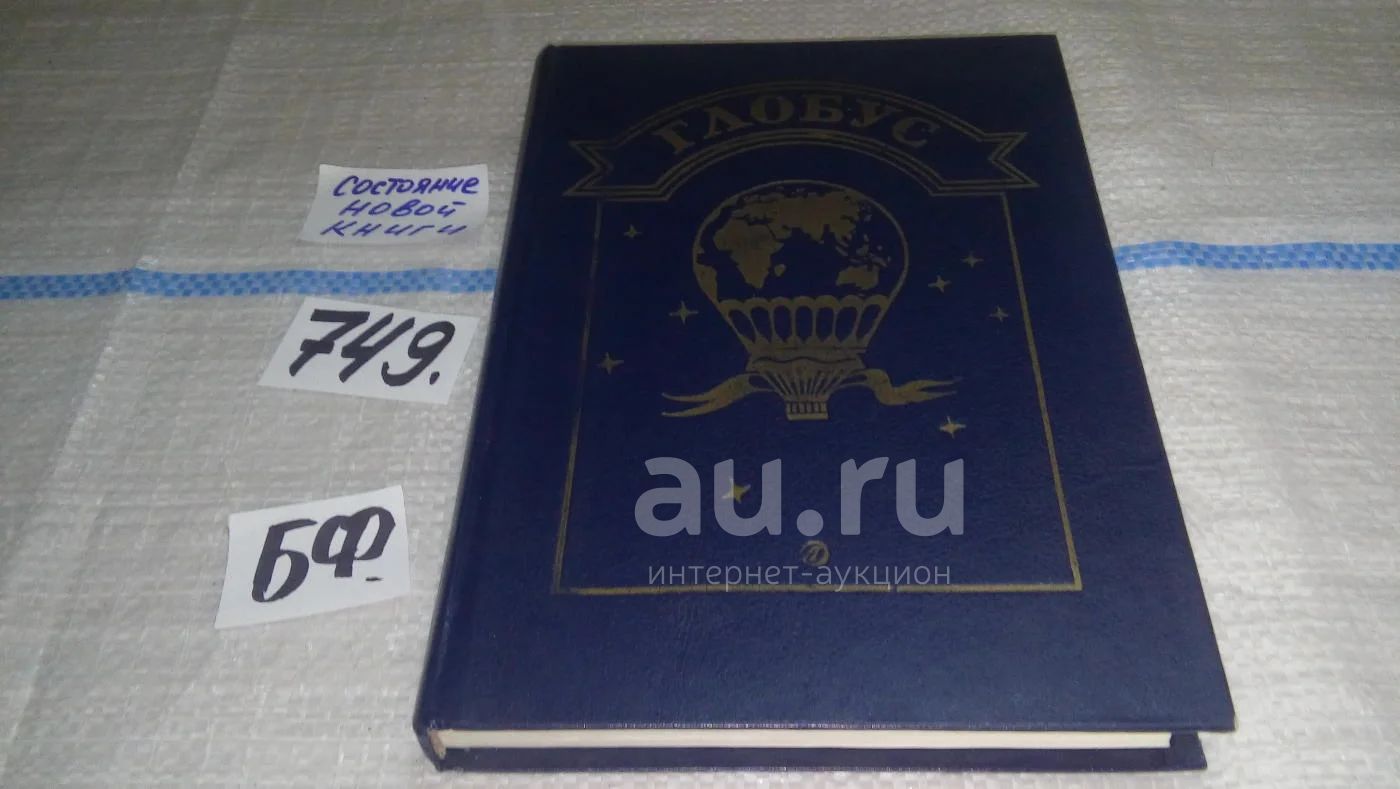 ГЛОБУС
состояние
новой
книги
749.
БФ.
au.ru
интернет-аукцион